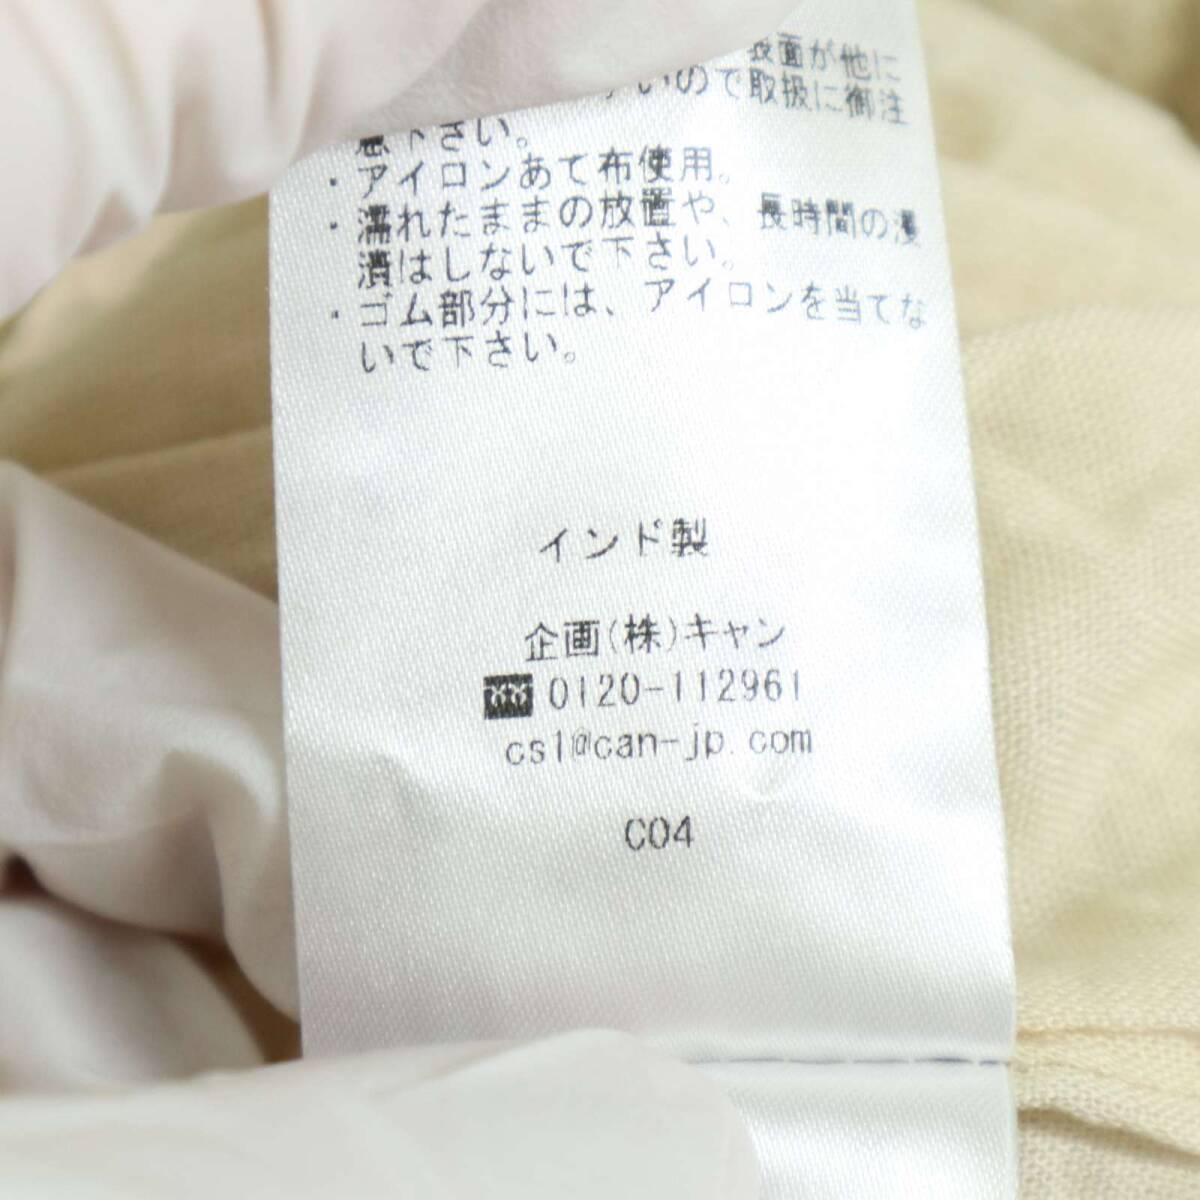 表面が他に
いので取扱に御注
意下さい。
・アイロンあて布使用。
・濡れたままの放置や、長時間の浸
漬はしないで下さい。
・ゴム部分には、アイロンを当てな
いで下さい。
インド製
企画(株)キャン
0120-112961
cs1@can-jp.com
C04